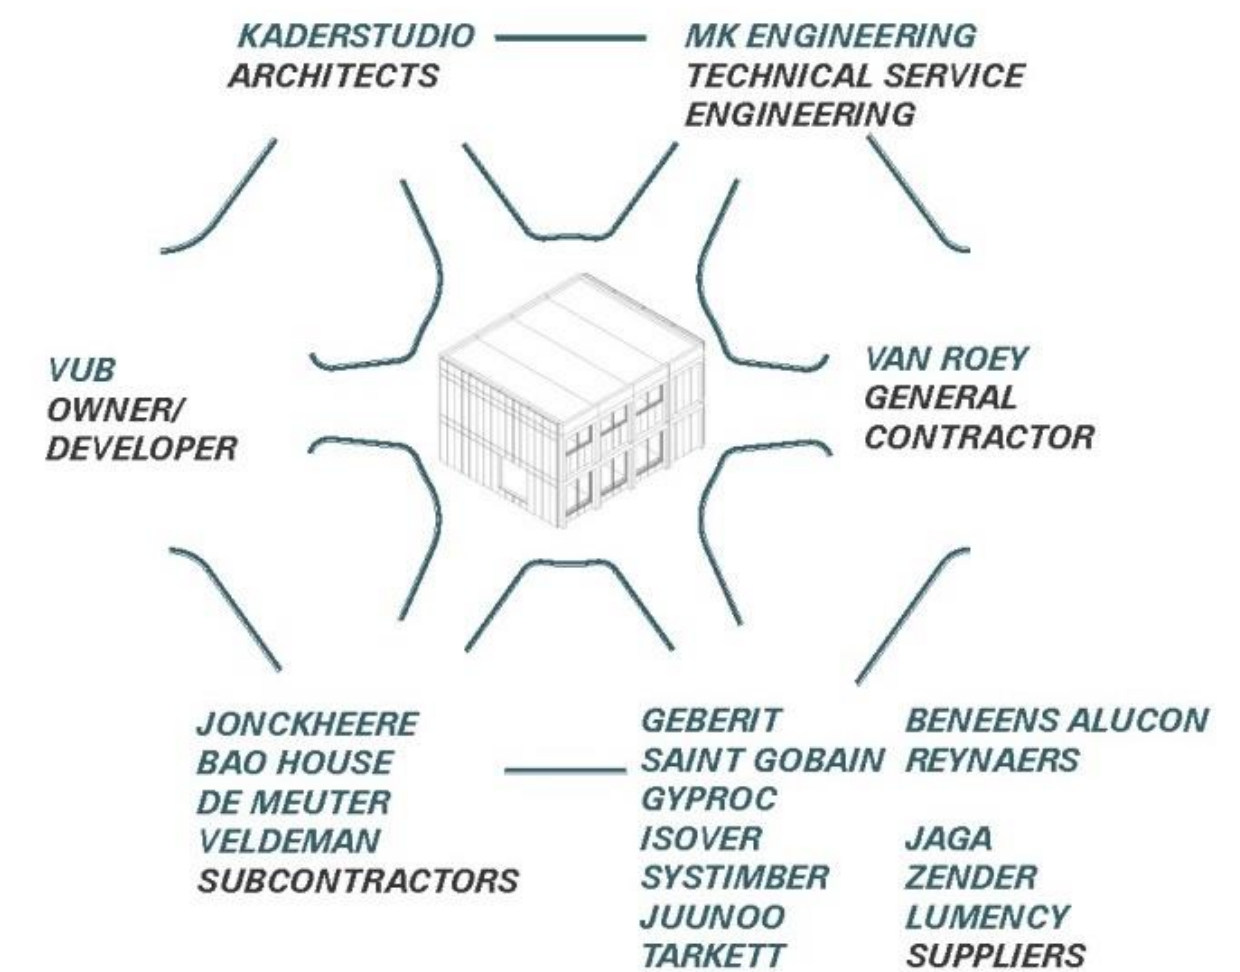 KADERSTUDIO
ARCHITECTS
MK ENGINEERING
TECHNICAL SERVICE
ENGINEERING
VUB
OWNER/
DEVELOPER
VAN ROEY
GENERAL
CONTRACTOR
JONCKHEERE
BAO HOUSE
DE MEUTER
VELDEMAN
SUBCONTRACTORS
GEBERIT
SAINT GOBAIN
GYPROC
ISOVER
SYSTIMBER
JUUNOO
TARKETT
BENEENS ALUCON
REYNAERS
JAGA
ZENDER
LUMENCY
SUPPLIERS